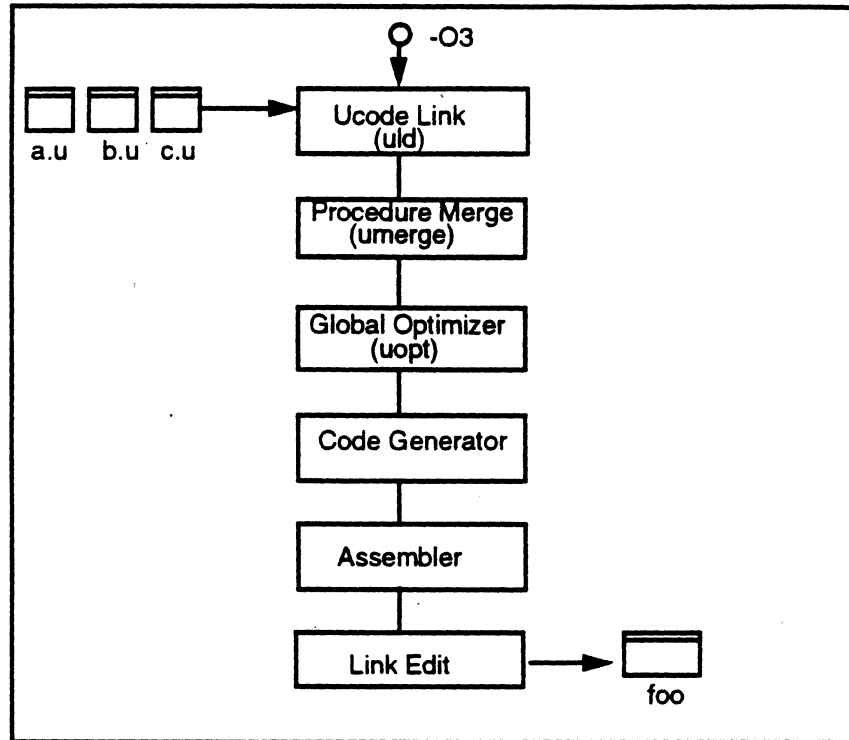 -O3
Ucode Link
(uld)
a.u b.u c.u
Procedure Merge
(umerge)
Global Optimizer
(uopt)
Code Generator
Assembler
Link Edit
foo